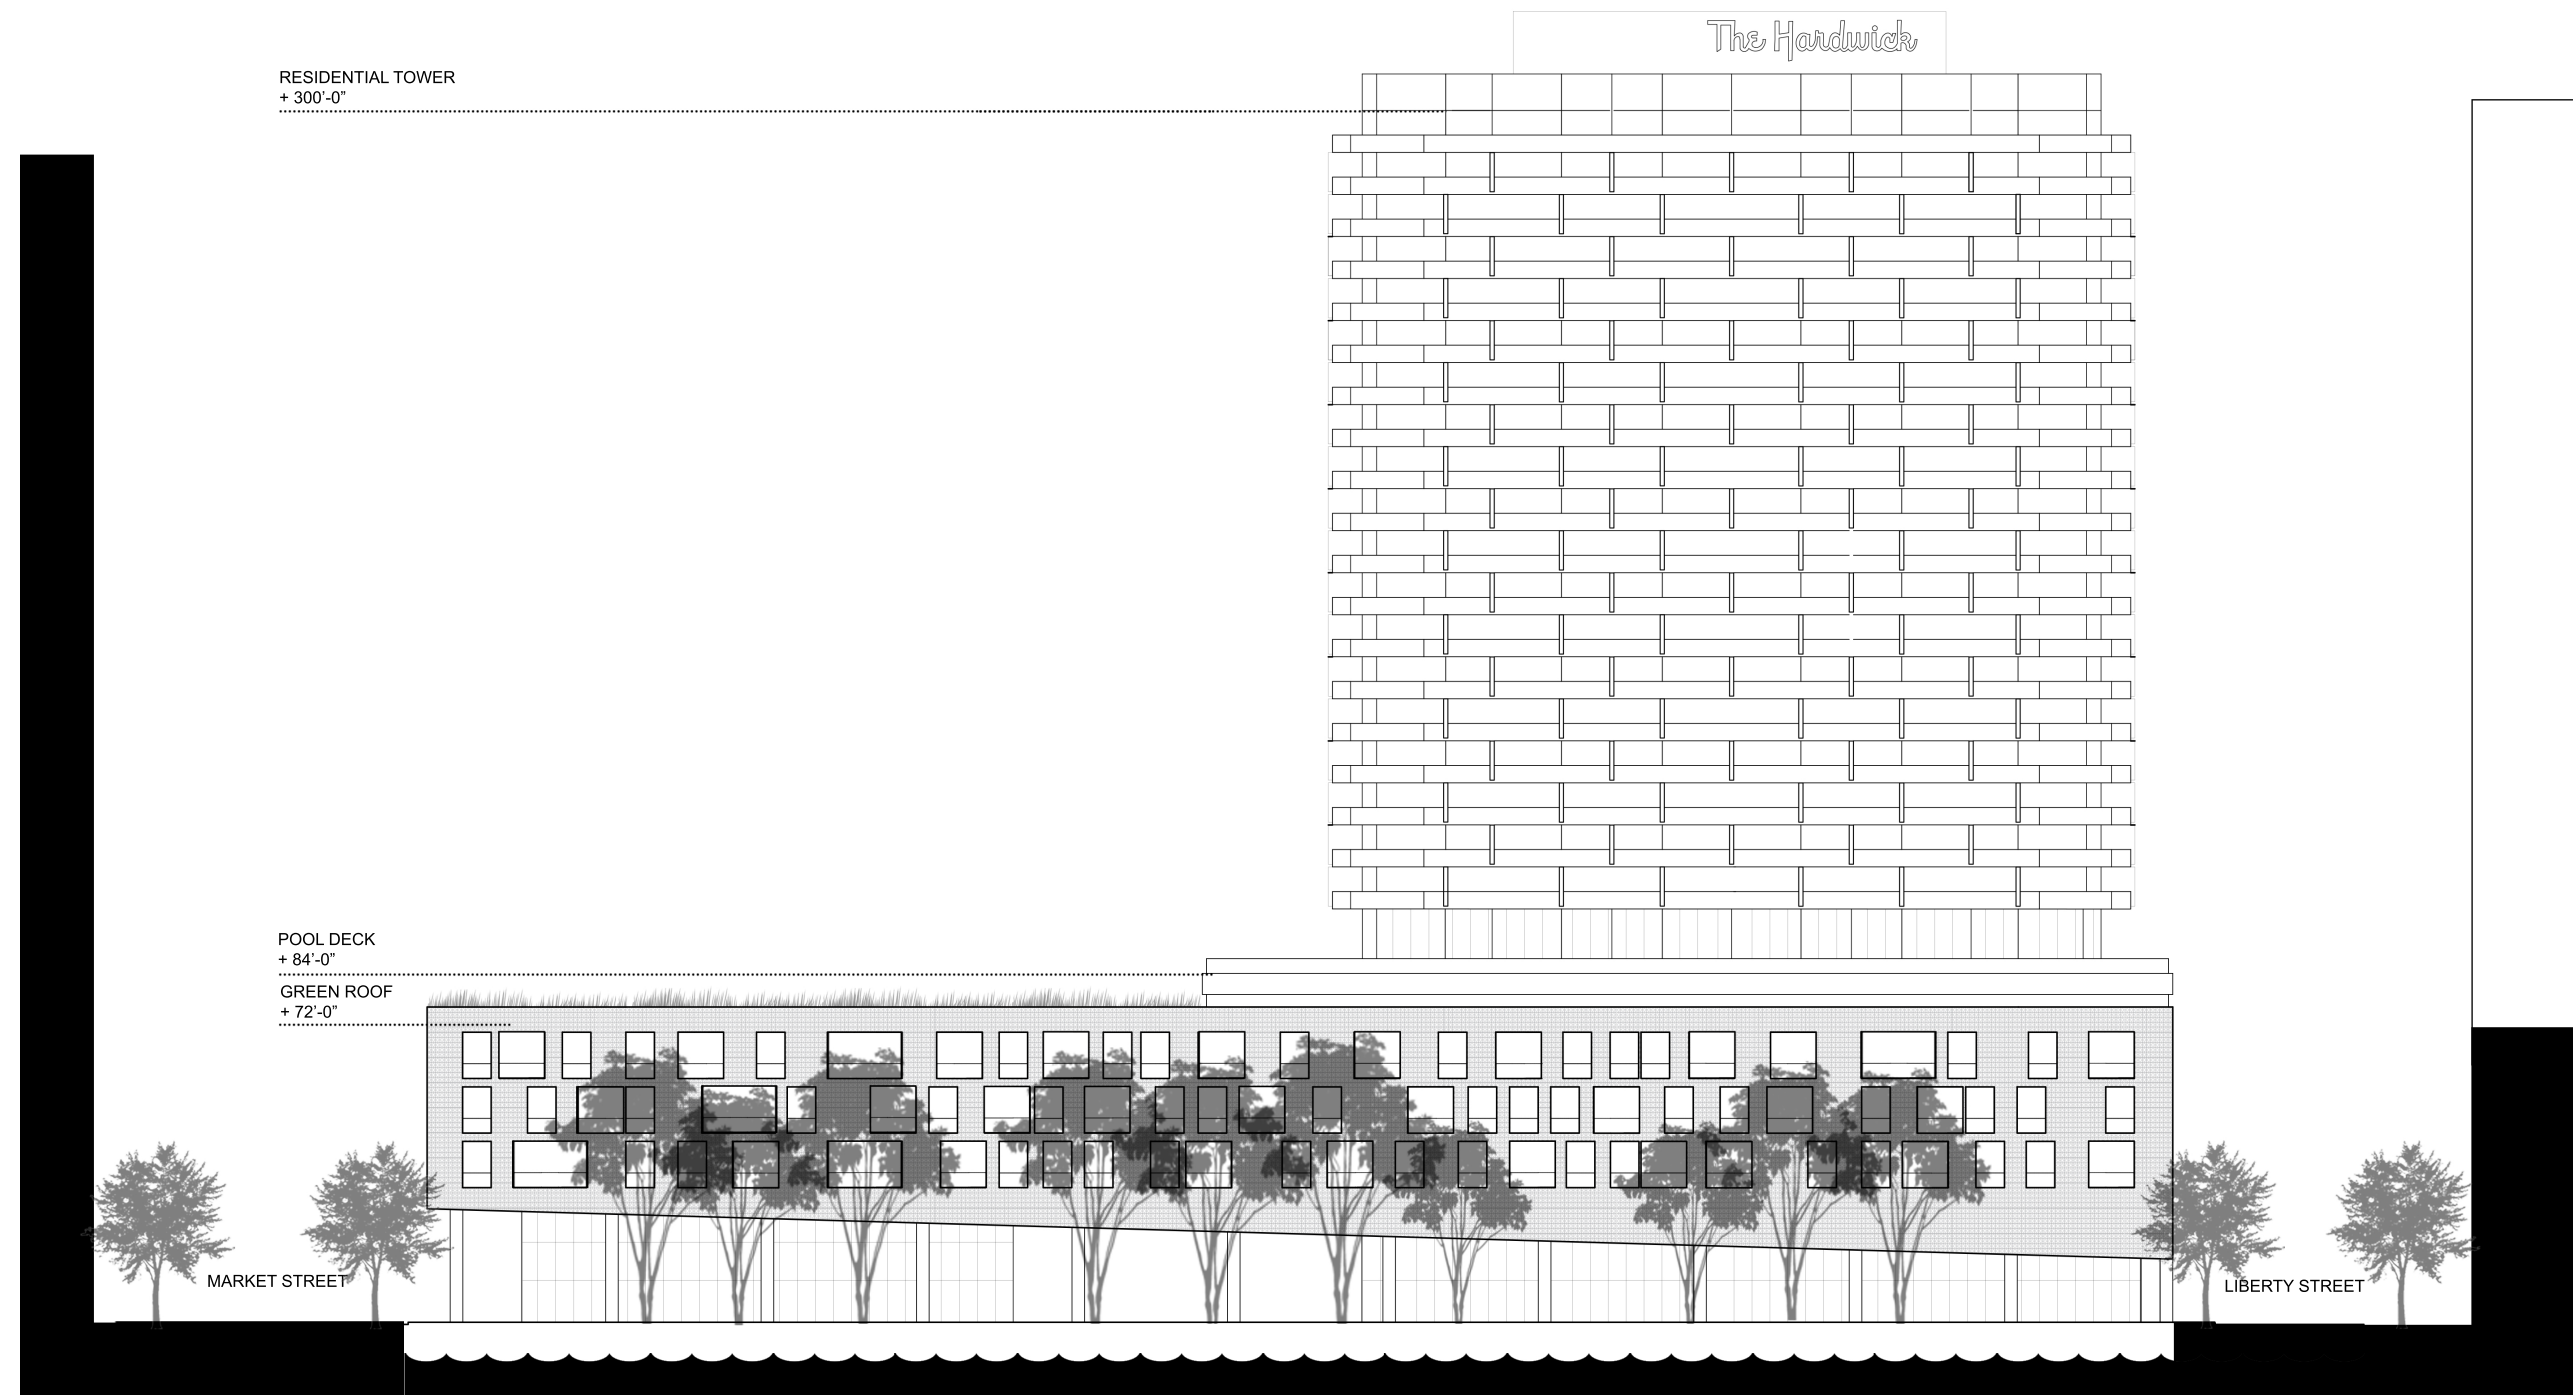 The Hardwick
RESIDENTIAL TOWER
+ 300'-0"
POOL DECK
+ 84'-0"
GREEN ROOF
+ 72'-0"
MARKET STREET
LIBERTY STREET